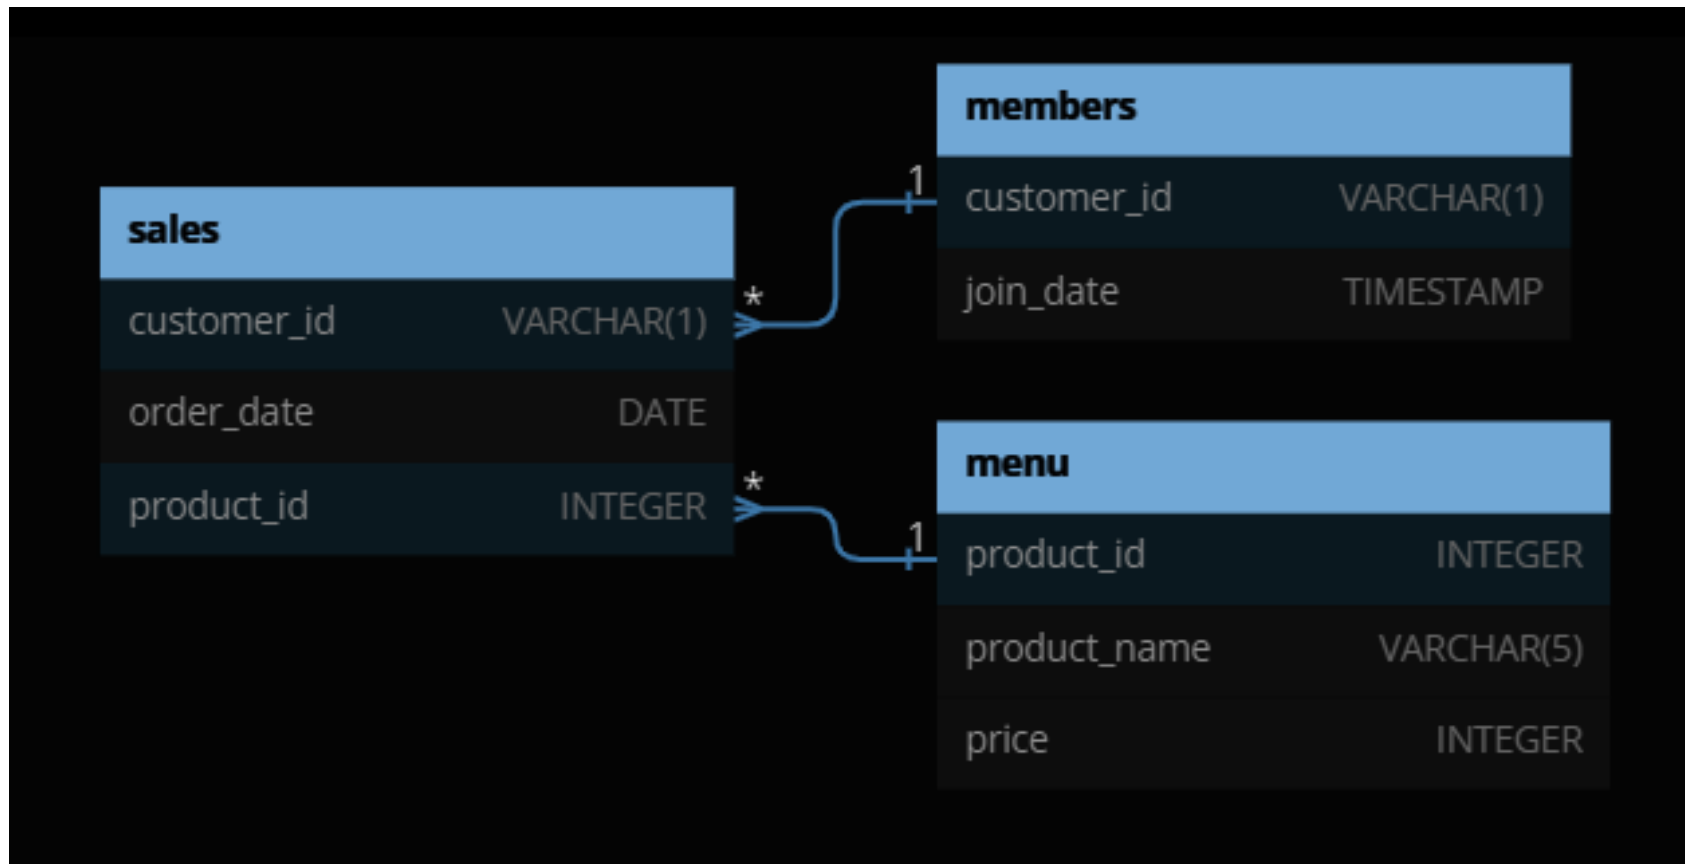 sales
customer_id VARCHAR(1)
order_date DATE
product_id INTEGER
*
*
1
1
members
customer_id VARCHAR(1)
join_date TIMESTAMP
menu
product_id INTEGER
product_name VARCHAR(5)
price INTEGER